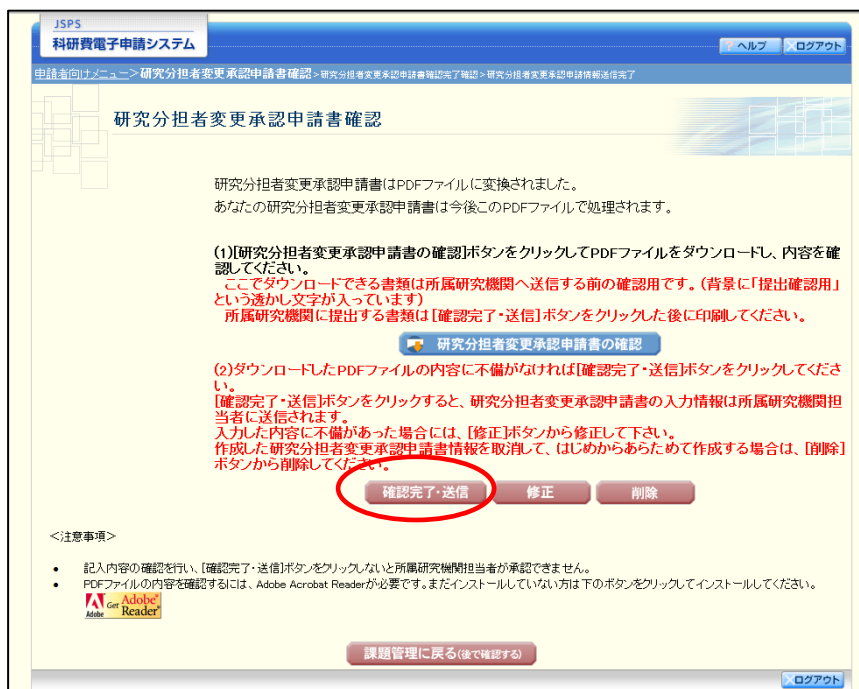 JSPS
科研費電子申請システム
? ヘルプ
ログアウト
申請者向けメニュー>研究分担者変更承認申請書確認>研究分担者変更承認申請書確認完了確認>研究分担者変更承認申請情報送信完了
研究分担者変更承認申請書確認
研究分担者変更承認申請書はPDFファイルに変換されました。
あなたの研究分担者変更承認申請書は今後このPDFファイルで処理されます。
(1)[研究分担者変更承認申請書の確認]ボタンをクリックしてPDFファイルをダウンロードし、内容を確
認してください。
ここでダウンロードできる書類は所属研究機関へ送信する前の確認用です。(背景に「提出確認用」
という透かし文字が入っています)
所属研究機関に提出する書類は[確認完了・送信]ボタンをクリックした後に印刷してください。
研究分担者変更承認申請書の確認
(2)ダウンロードしたPDFファイルの内容に不備がなければ[確認完了・送信]ボタンをクリックしてくださ
い。
[確認完了・送信]ボタンをクリックすると、研究分担者変更承認申請書の入力情報は所属研究機関担
当者に送信されます。
入力した内容に不備があった場合には、[修正]ボタンから修正して下さい。
作成した研究分担者変更承認申請書情報を取消して、はじめからあらためて作成する場合は、[削除]
ボタンから削除してください。
確認完了・送信
修正
削除
<注意事項>
• 記入内容の確認を行い、[確認完了・送信]ボタンをクリックしないと所属研究機関担当者が承認できません。
• PDFファイルの内容を確認するには、Adobe Acrobat Readerが必要です。まだインストールしていない方は下のボタンをクリックしてインストールしてください。
Adobe Get Adobe® Reader®
課題管理に戻る(後で確認する)
ログアウト